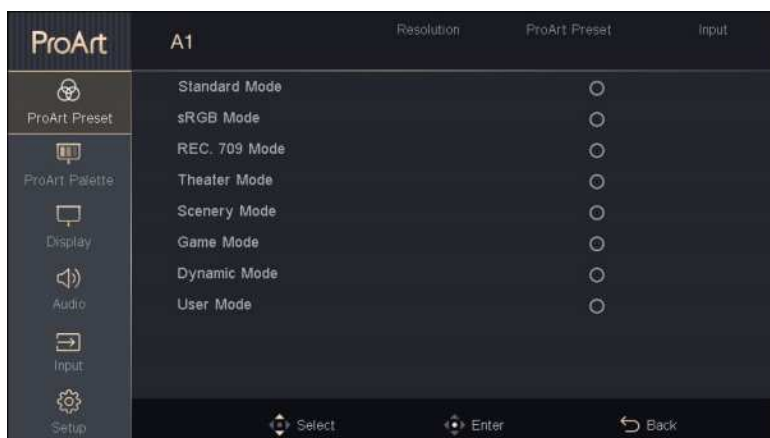 ProArt
A1
Resolution
ProArt Preset
Input
ProArt Preset
ProArt Palette
Display
Audio
Input
Setup
Standard Mode
sRGB Mode
REC. 709 Mode
Theater Mode
Scenery Mode
Game Mode
Dynamic Mode
User Mode
Select
Enter
Back